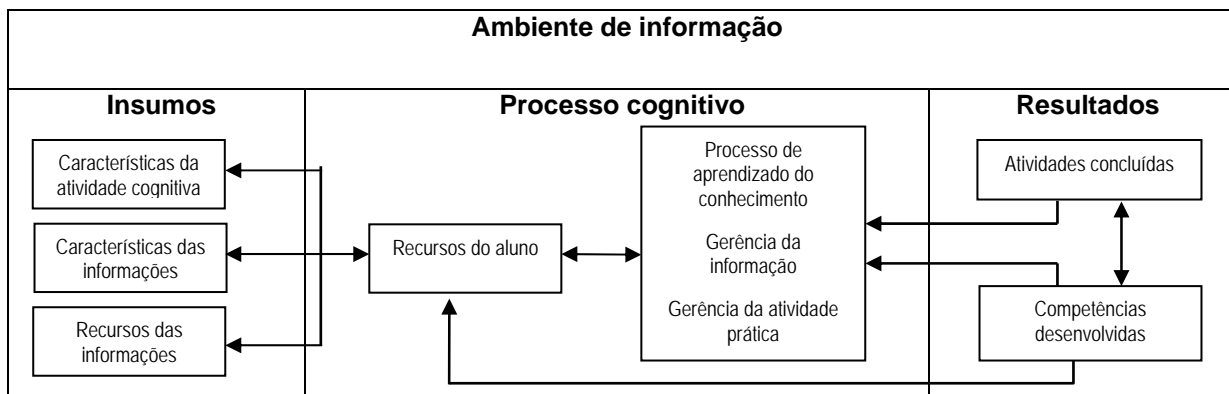 Ambiente de informação
Insumos
Processo cognitivo
Resultados
Características da
atividade cognitiva
Características das
informações
Recursos das
informações
Recursos do aluno
Processo de
aprendizado do
conhecimento
Gerência da
informação
Gerência da atividade
prática
Atividades concluídas
Competências
desenvolvidas